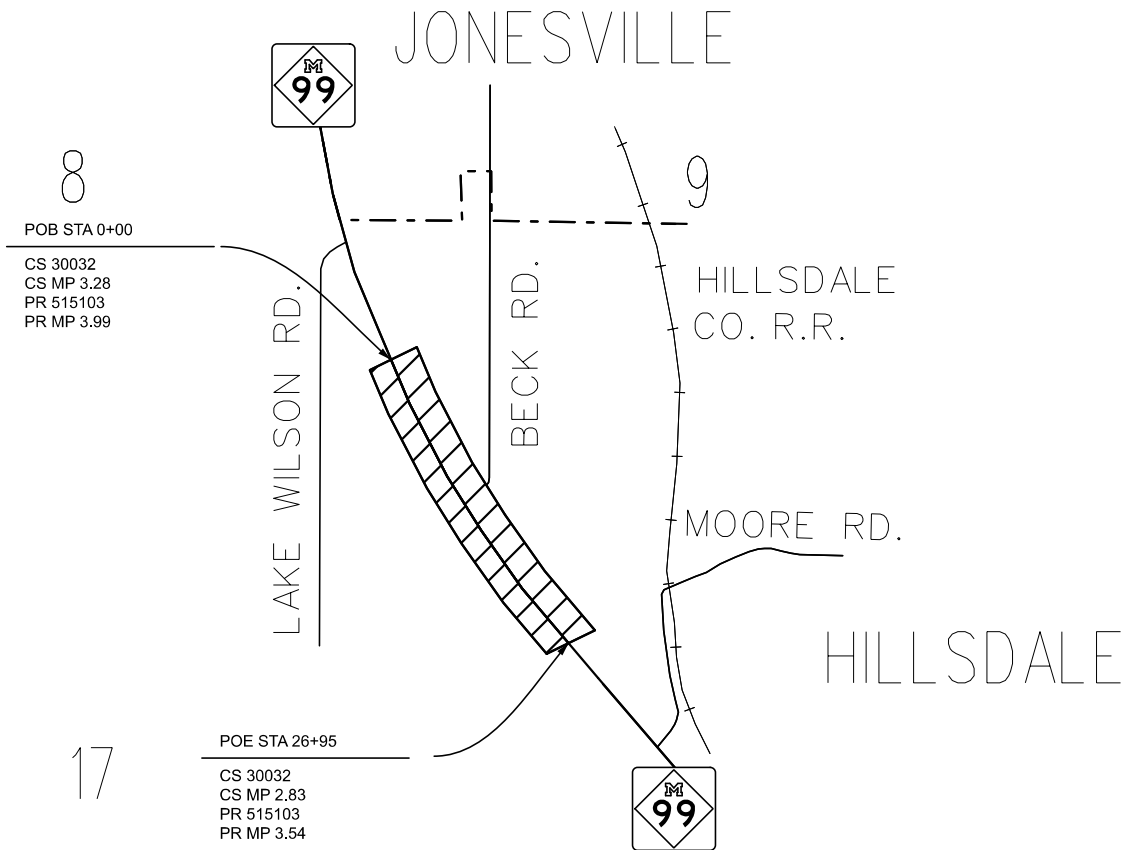 JONESVILLE
M
99
8
9
POB STA 0+00
CS 30032
CS MP 3.28
PR 515103
PR MP 3.99
HILLSDALE
CO. R.R.
LAKE WILSON RD.
BECK RD.
MOORE RD.
HILLSDALE
17
POE STA 26+95
CS 30032
CS MP 2.83
PR 515103
PR MP 3.54
M
99